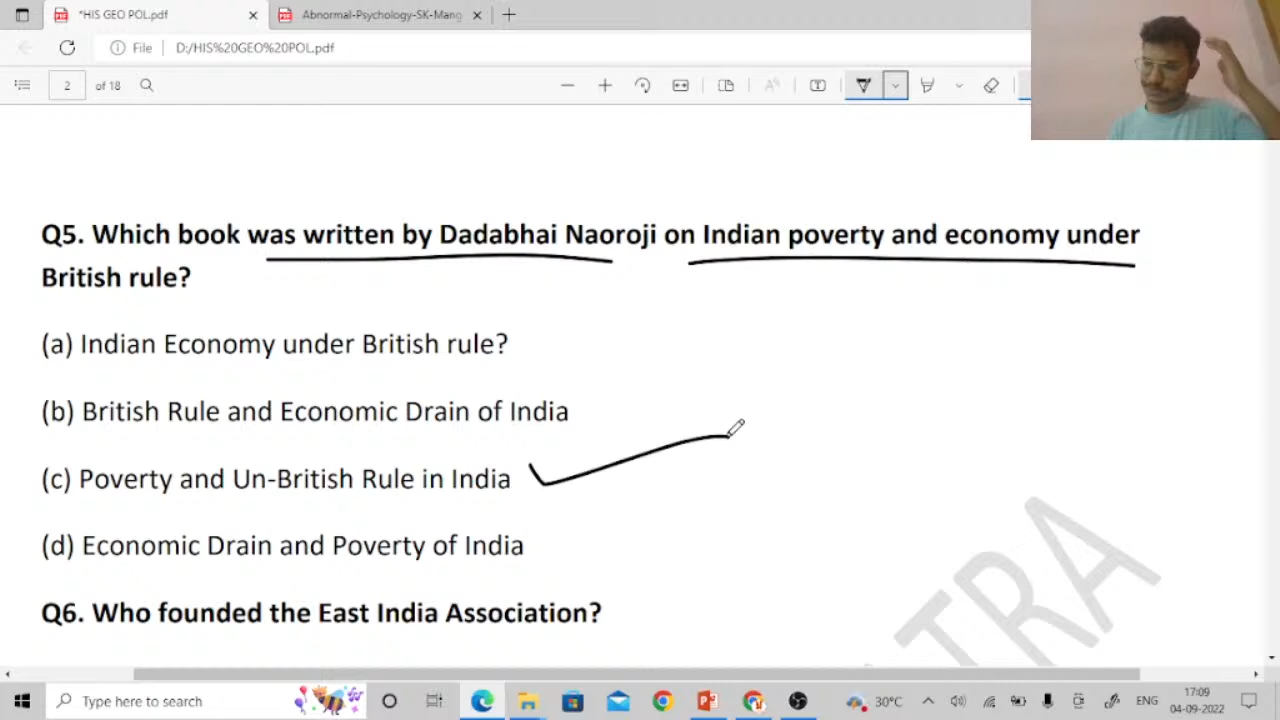 *HIS GEO POL.pdf
Abnormal-Psychology-SK-Mang
File
D:/HIS%20GEO%20POL.pdf
2 of 18
Q5. Which book was written by Dadabhai Naoroji on Indian poverty and economy under
British rule?
(a) Indian Economy under British rule?
(b) British Rule and Economic Drain of India
(c) Poverty and Un-British Rule in India
(d) Economic Drain and Poverty of India
Q6. Who founded the East India Association?
TRA
Type here to search
30°C
ENG
17:09
04-09-2022